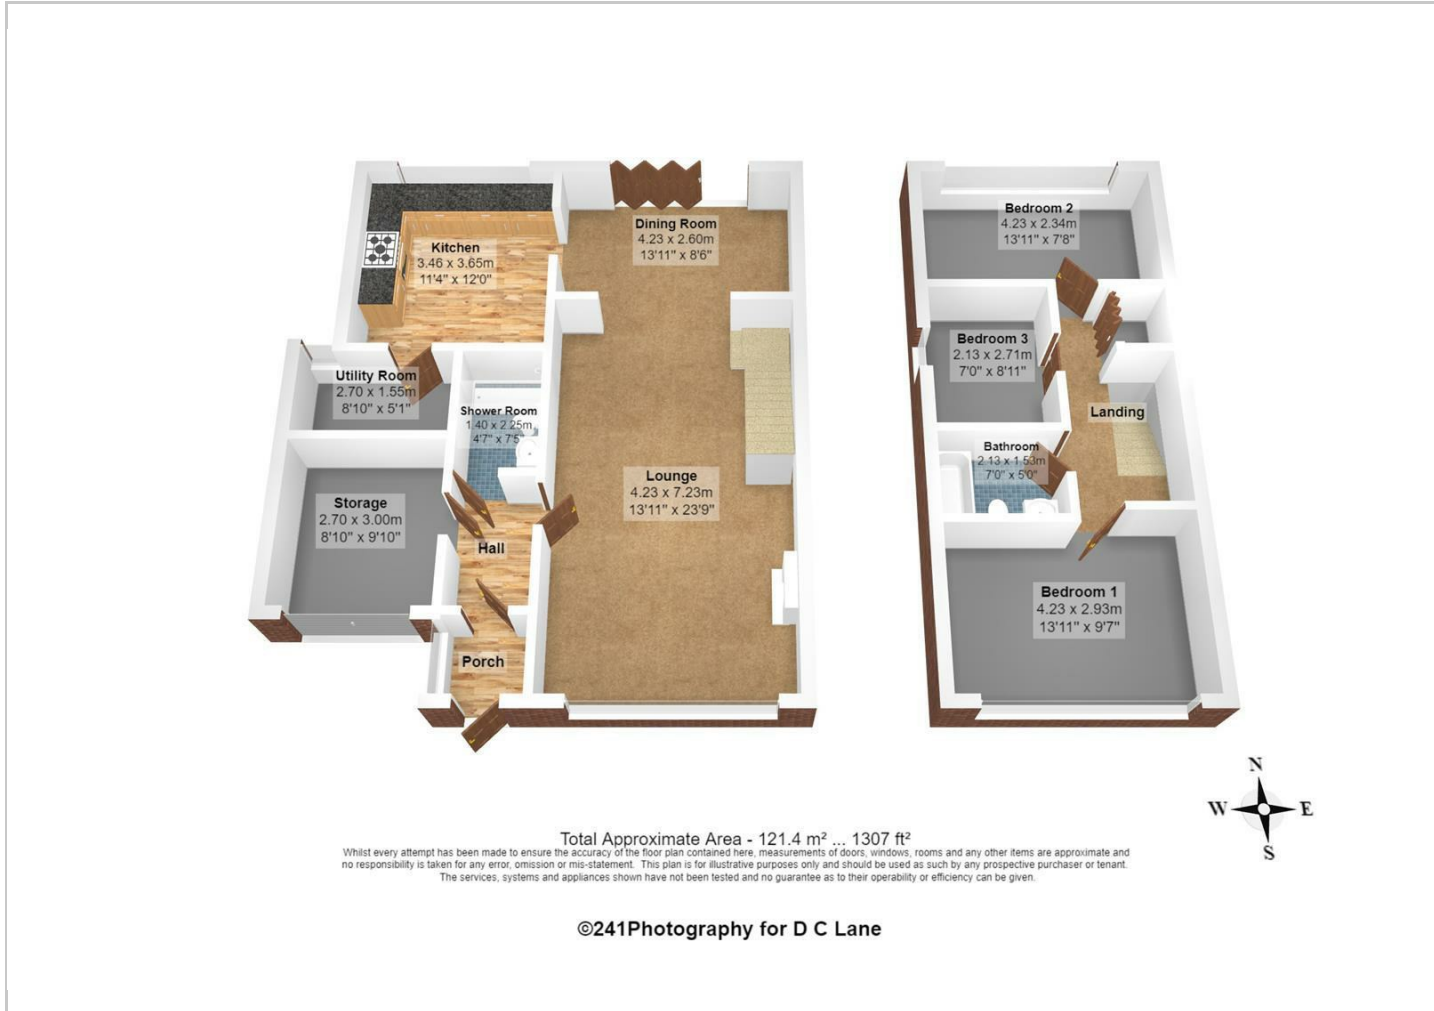 Kitchen
3.46 x 3.65m
11'4" x 12'0"
Dining Room
4.23 x 2.60m
13'11" x 8'6"
Utility Room
2.70 x 1.55m
8'10" x 5'1"
Shower Room
1.40 x 2.25m
4'7" x 7'5"
Storage
2.70 x 3.00m
8'10" x 9'10"
Lounge
4.23 x 7.23m
13'11" x 23'9"
Hall
Porch
Bedroom 2
4.23 x 2.34m
13'11" x 7'8"
Bedroom 3
2.13 x 2.71m
7'0" x 8'11"
Landing
Bathroom
2.13 x 1.53m
7'0" x 5'0"
Bedroom 1
4.23 x 2.93m
13'11" x 9'7"
N
W E
S
Total Approximate Area - 121.4 m² ... 1307 ft²
Whilst every attempt has been made to ensure the accuracy of the floor plan contained here, measurements of doors, windows, rooms and any other items are approximate and
no responsibility is taken for any error, omission or mis-statement. This plan is for illustrative purposes only and should be used as such by any prospective purchaser or tenant.
The services, systems and appliances shown have not been tested and no guarantee as to their operability or efficiency can be given.
©241Photography for D C Lane